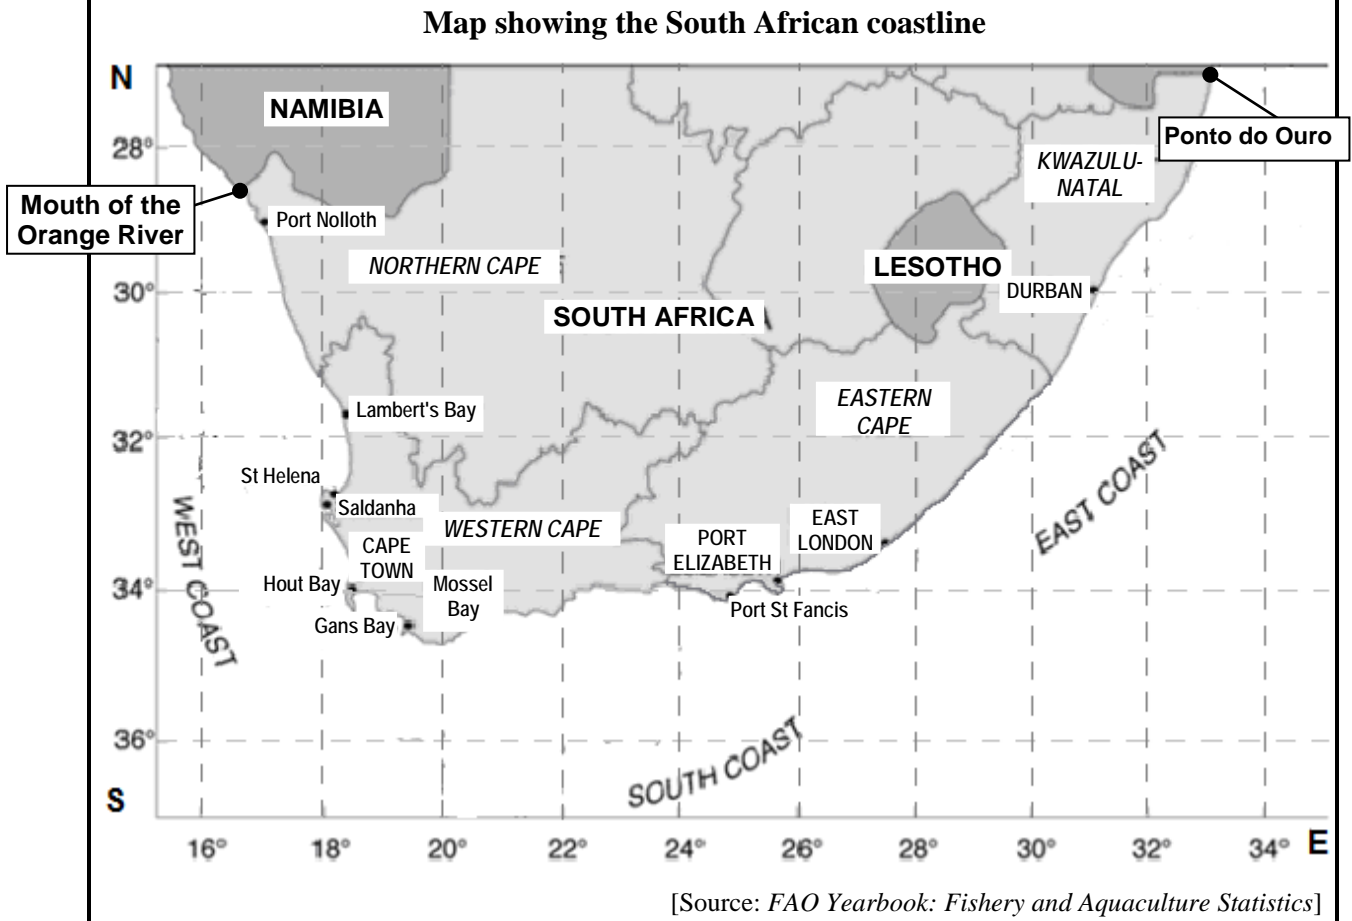 Map showing the South African coastline
N
NAMIBIA
Ponto do Ouro
28°
KWAZULU-
NATAL
Mouth of the
Orange River
Port Nolloth
NORTHERN CAPE
LESOTHO
30°
DURBAN
SOUTH AFRICA
EASTERN
CAPE
Lambert's Bay
32°
St Helena
Saldanha
WEST COAST
WESTERN CAPE
EAST
LONDON
PORT
ELIZABETH
EAST COAST
CAPE
TOWN
Hout Bay
34°
Mossel
Bay
Port St Fancis
Gans Bay
36°
SOUTH COAST
S
16° 18° 20° 22° 24° 26° 28° 30° 32° 34° E
[Source: FAO Yearbook: Fishery and Aquaculture Statistics]